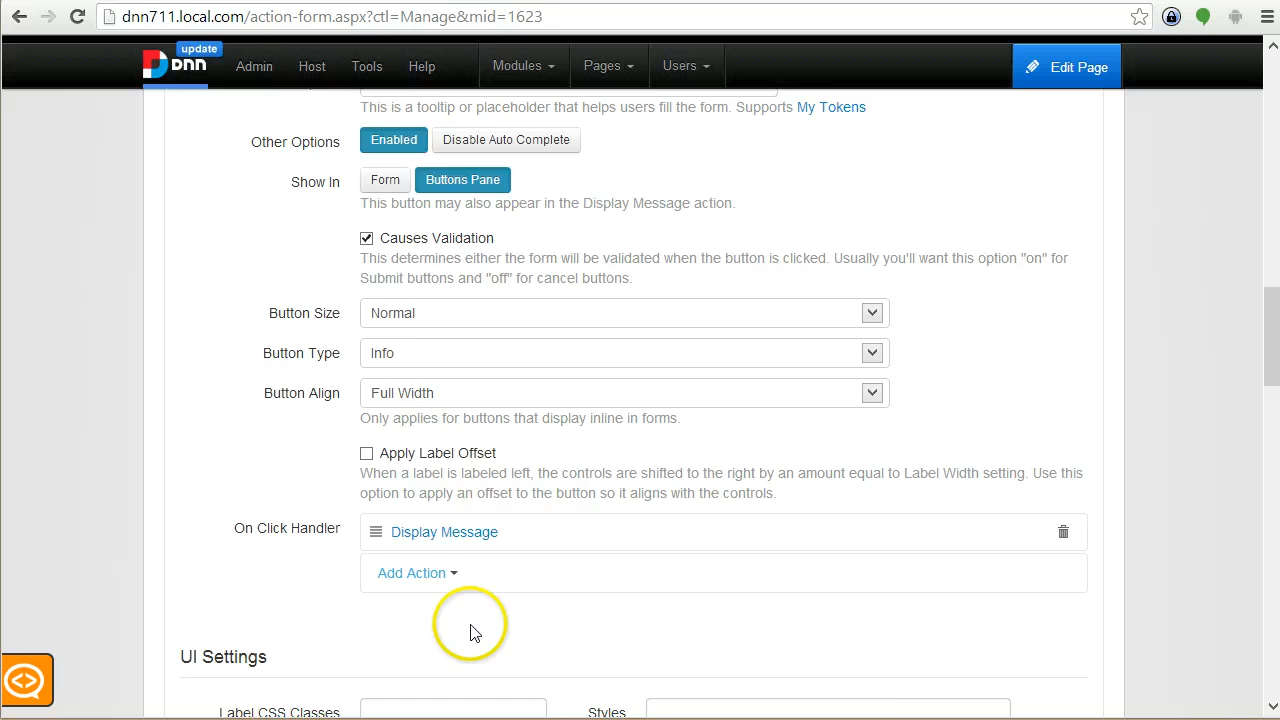 dnn711.local.com/action-form.aspx?ctl=Manage&mid=1623
update
DNN Admin Host Tools Help Modules Pages Users Edit Page
This is a tooltip or placeholder that helps users fill the form. Supports My Tokens
Other Options Enabled Disable Auto Complete
Show In Form Buttons Pane
This button may also appear in the Display Message action.
Causes Validation
This determines either the form will be validated when the button is clicked. Usually you'll want this option "on" for
Submit buttons and "off" for cancel buttons.
Button Size Normal
Button Type Info
Button Align Full Width
Only applies for buttons that display inline in forms.
Apply Label Offset
When a label is labeled left, the controls are shifted to the right by an amount equal to Label Width setting. Use this
option to apply an offset to the button so it aligns with the controls.
On Click Handler Display Message
Add Action
UI Settings
Label CSS Classes Styles